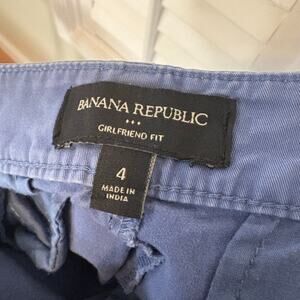 BANANA REPUBLIC
GIRLFRIEND FIT
4
MADE IN
INDIA